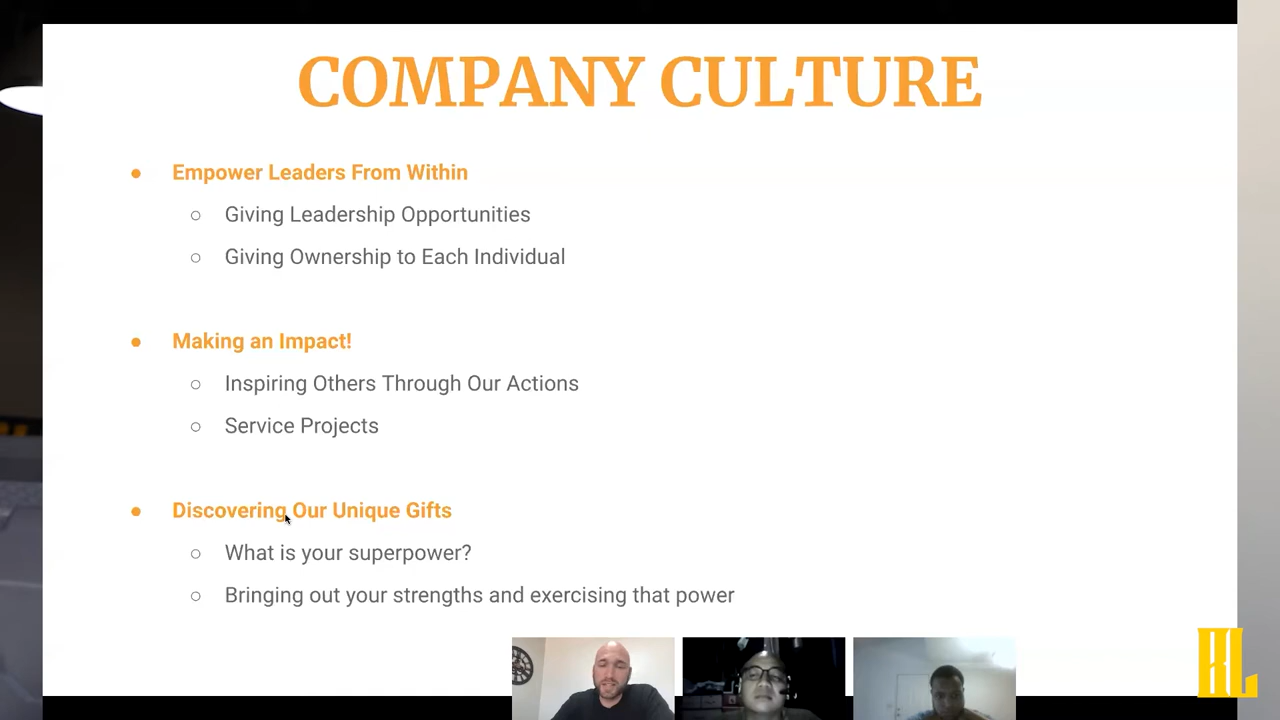 COMPANY CULTURE
● Empower Leaders From Within
○ Giving Leadership Opportunities
○ Giving Ownership to Each Individual
● Making an Impact!
○ Inspiring Others Through Our Actions
○ Service Projects
● Discovering Our Unique Gifts
○ What is your superpower?
○ Bringing out your strengths and exercising that power